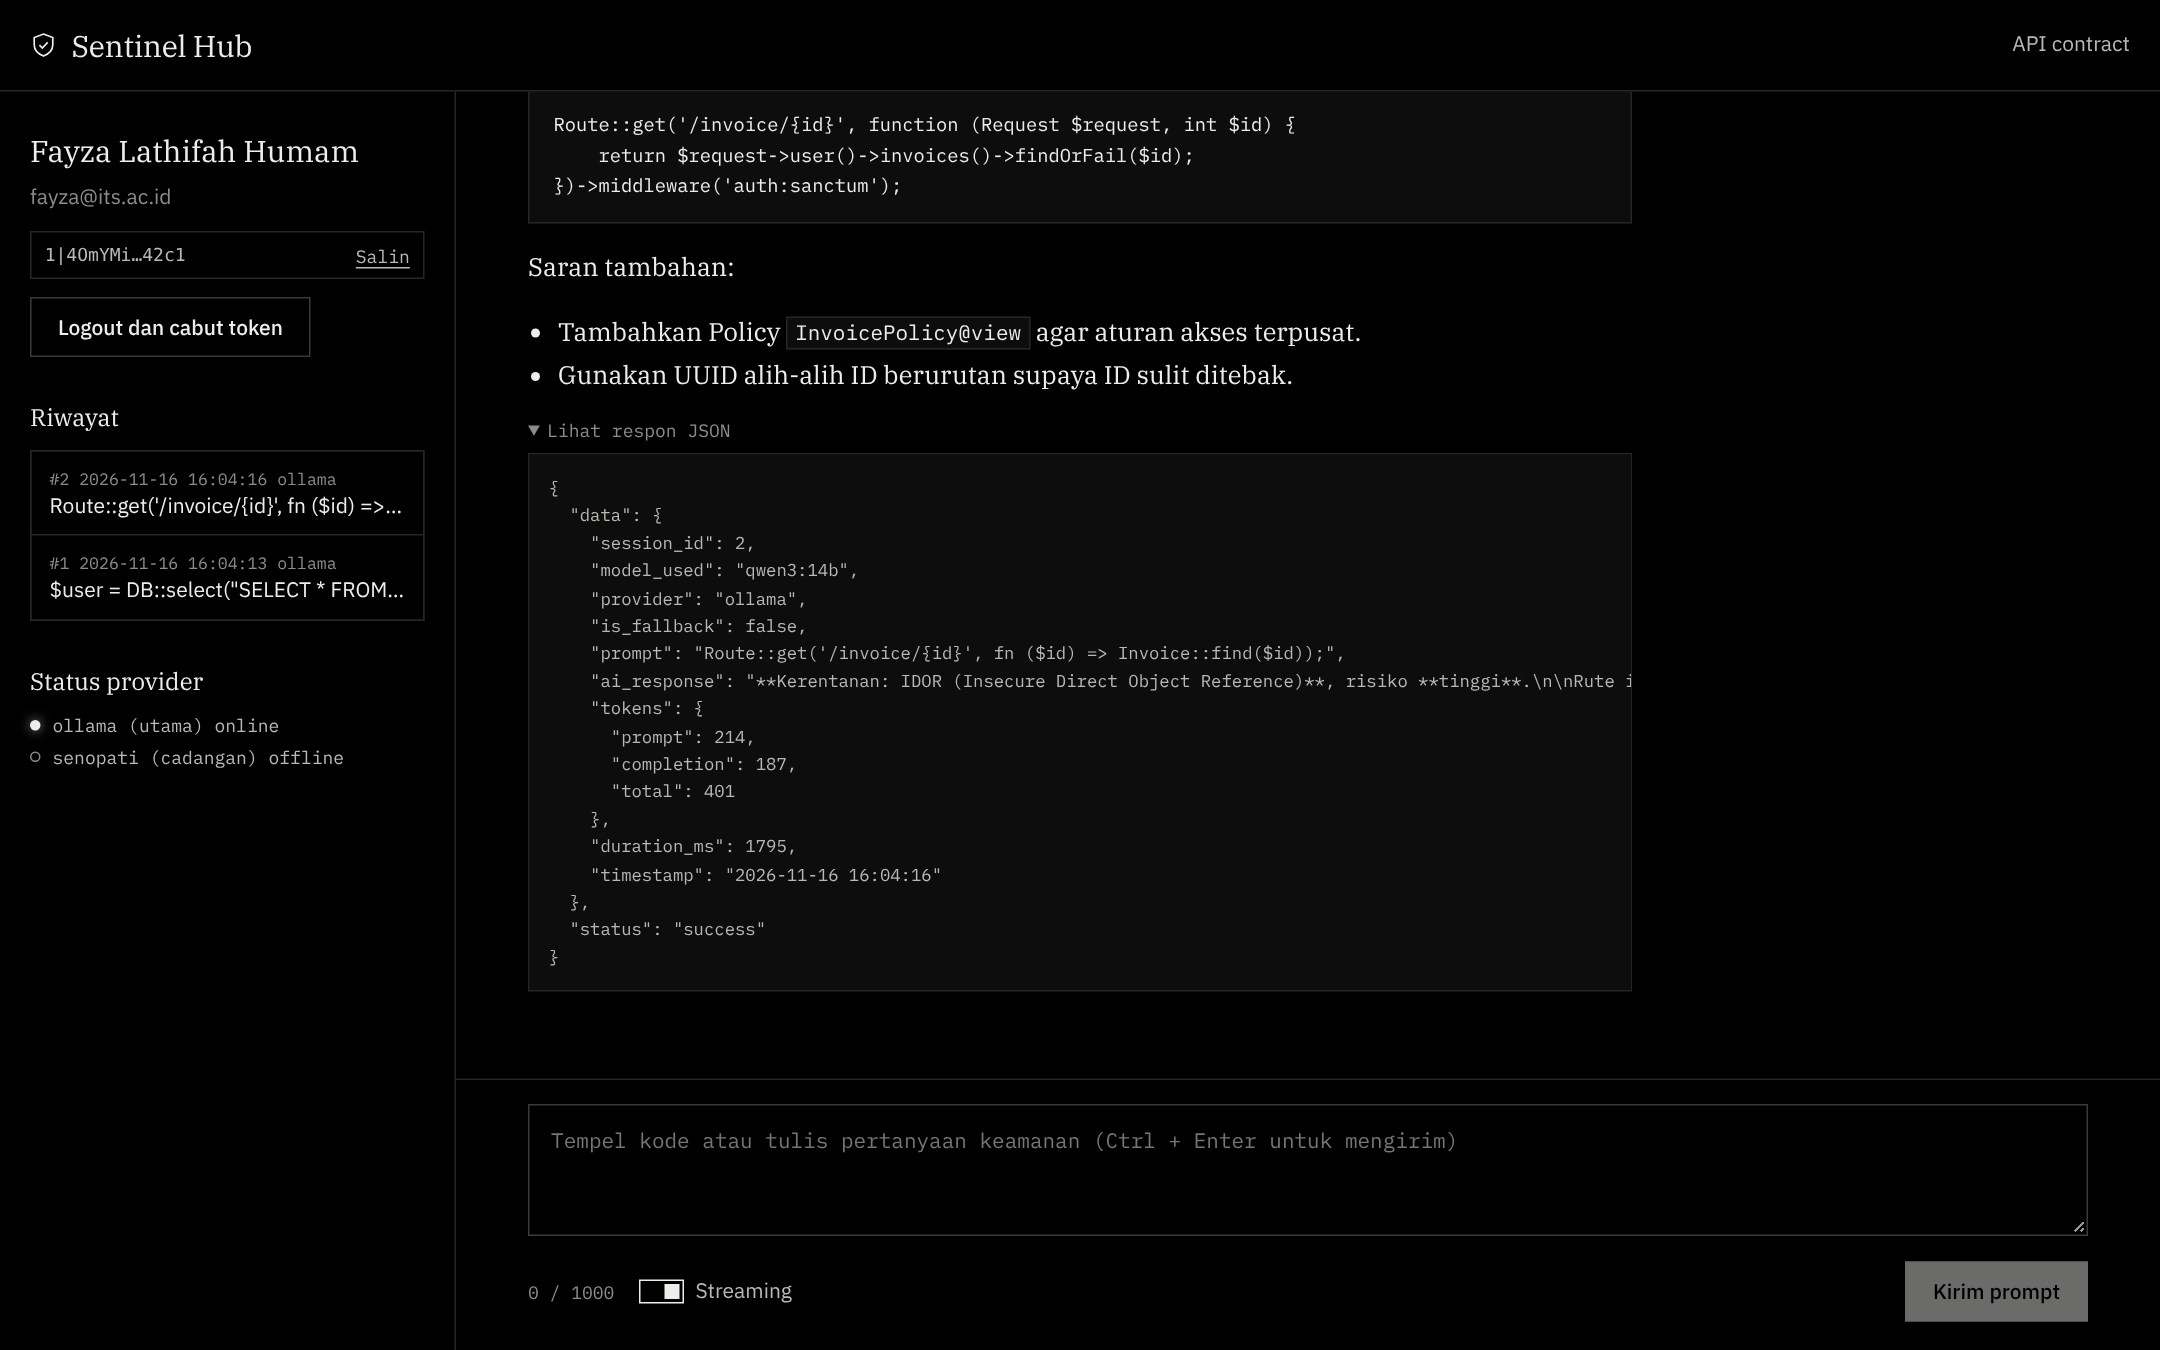 Sentinel Hub
API contract
Fayza Lathifah Humam
fayza@its.ac.id
1|4OmYMi…42c1 Salin
Logout dan cabut token
Riwayat
#2 2026-11-16 16:04:16 ollama
Route::get('/invoice/{id}', fn ($id) =>...
#1 2026-11-16 16:04:13 ollama
$user = DB::select("SELECT * FROM...
Status provider
ollama (utama) online
senopati (cadangan) offline
Route::get('/invoice/{id}', function (Request $request, int $id) {
    return $request->user()->invoices()->findOrFail($id);
})->middleware('auth:sanctum');
Saran tambahan:
• Tambahkan Policy InvoicePolicy@view agar aturan akses terpusat.
• Gunakan UUID alih-alih ID berurutan supaya ID sulit ditebak.
▼ Lihat respon JSON
{
  "data": {
    "session_id": 2,
    "model_used": "qwen3:14b",
    "provider": "ollama",
    "is_fallback": false,
    "prompt": "Route::get('/invoice/{id}', fn ($id) => Invoice::find($id));",
    "ai_response": "**Kerentanan: IDOR (Insecure Direct Object Reference)**, risiko **tinggi**.\n\nRute i
    "tokens": {
      "prompt": 214,
      "completion": 187,
      "total": 401
    },
    "duration_ms": 1795,
    "timestamp": "2026-11-16 16:04:16"
  },
  "status": "success"
}
Tempel kode atau tulis pertanyaan keamanan (Ctrl + Enter untuk mengirim)
0 / 1000 Streaming
Kirim prompt